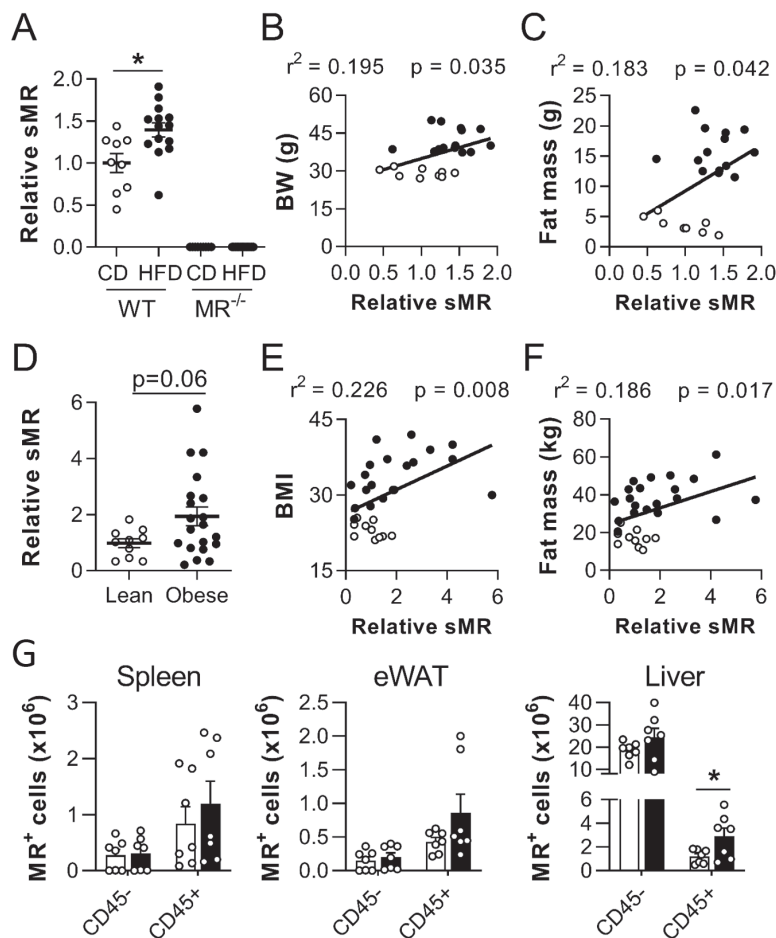 A
*
Relative sMR
2.0
1.5
1.0
0.5
0.0
CD HFD CD HFD
WT MR-/-
B
r2 = 0.195 p = 0.035
BW (g)
60
45
30
15
0
0.0 0.5 1.0 1.5 2.0
Relative sMR
C
r2 = 0.183 p = 0.042
Fat mass (g)
25
20
15
10
5
0
0.0 0.5 1.0 1.5 2.0
Relative sMR
D
p=0.06
Relative sMR
6
4
2
0
Lean Obese
E
r2 = 0.226 p = 0.008
BMI
45
30
15
0 2 4 6
Relative sMR
F
r2 = 0.186 p = 0.017
Fat mass (kg)
80
60
40
20
0
0 2 4 6
Relative sMR
G
Spleen
MR+ cells (x10^6)
3
2
1
0
CD45- CD45+
eWAT
MR+ cells (x10^6)
2.5
2.0
1.5
1.0
0.5
0.0
CD45- CD45+
Liver
MR+ cells (x10^6)
40
30
20
10
6
4
2
0
*
CD45- CD45+